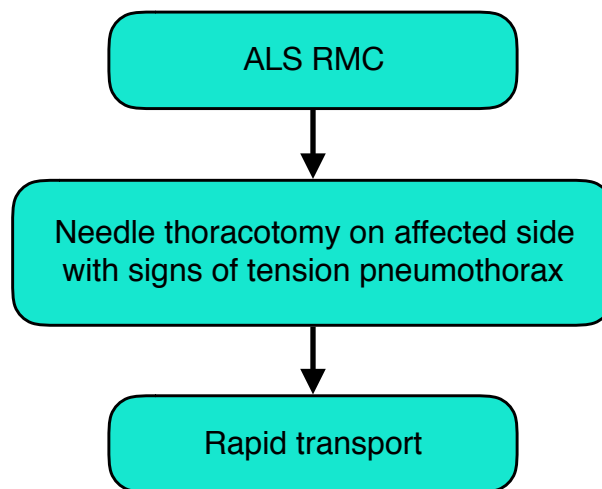 ALS RMC
Needle thoracotomy on affected side
with signs of tension pneumothorax
Rapid transport